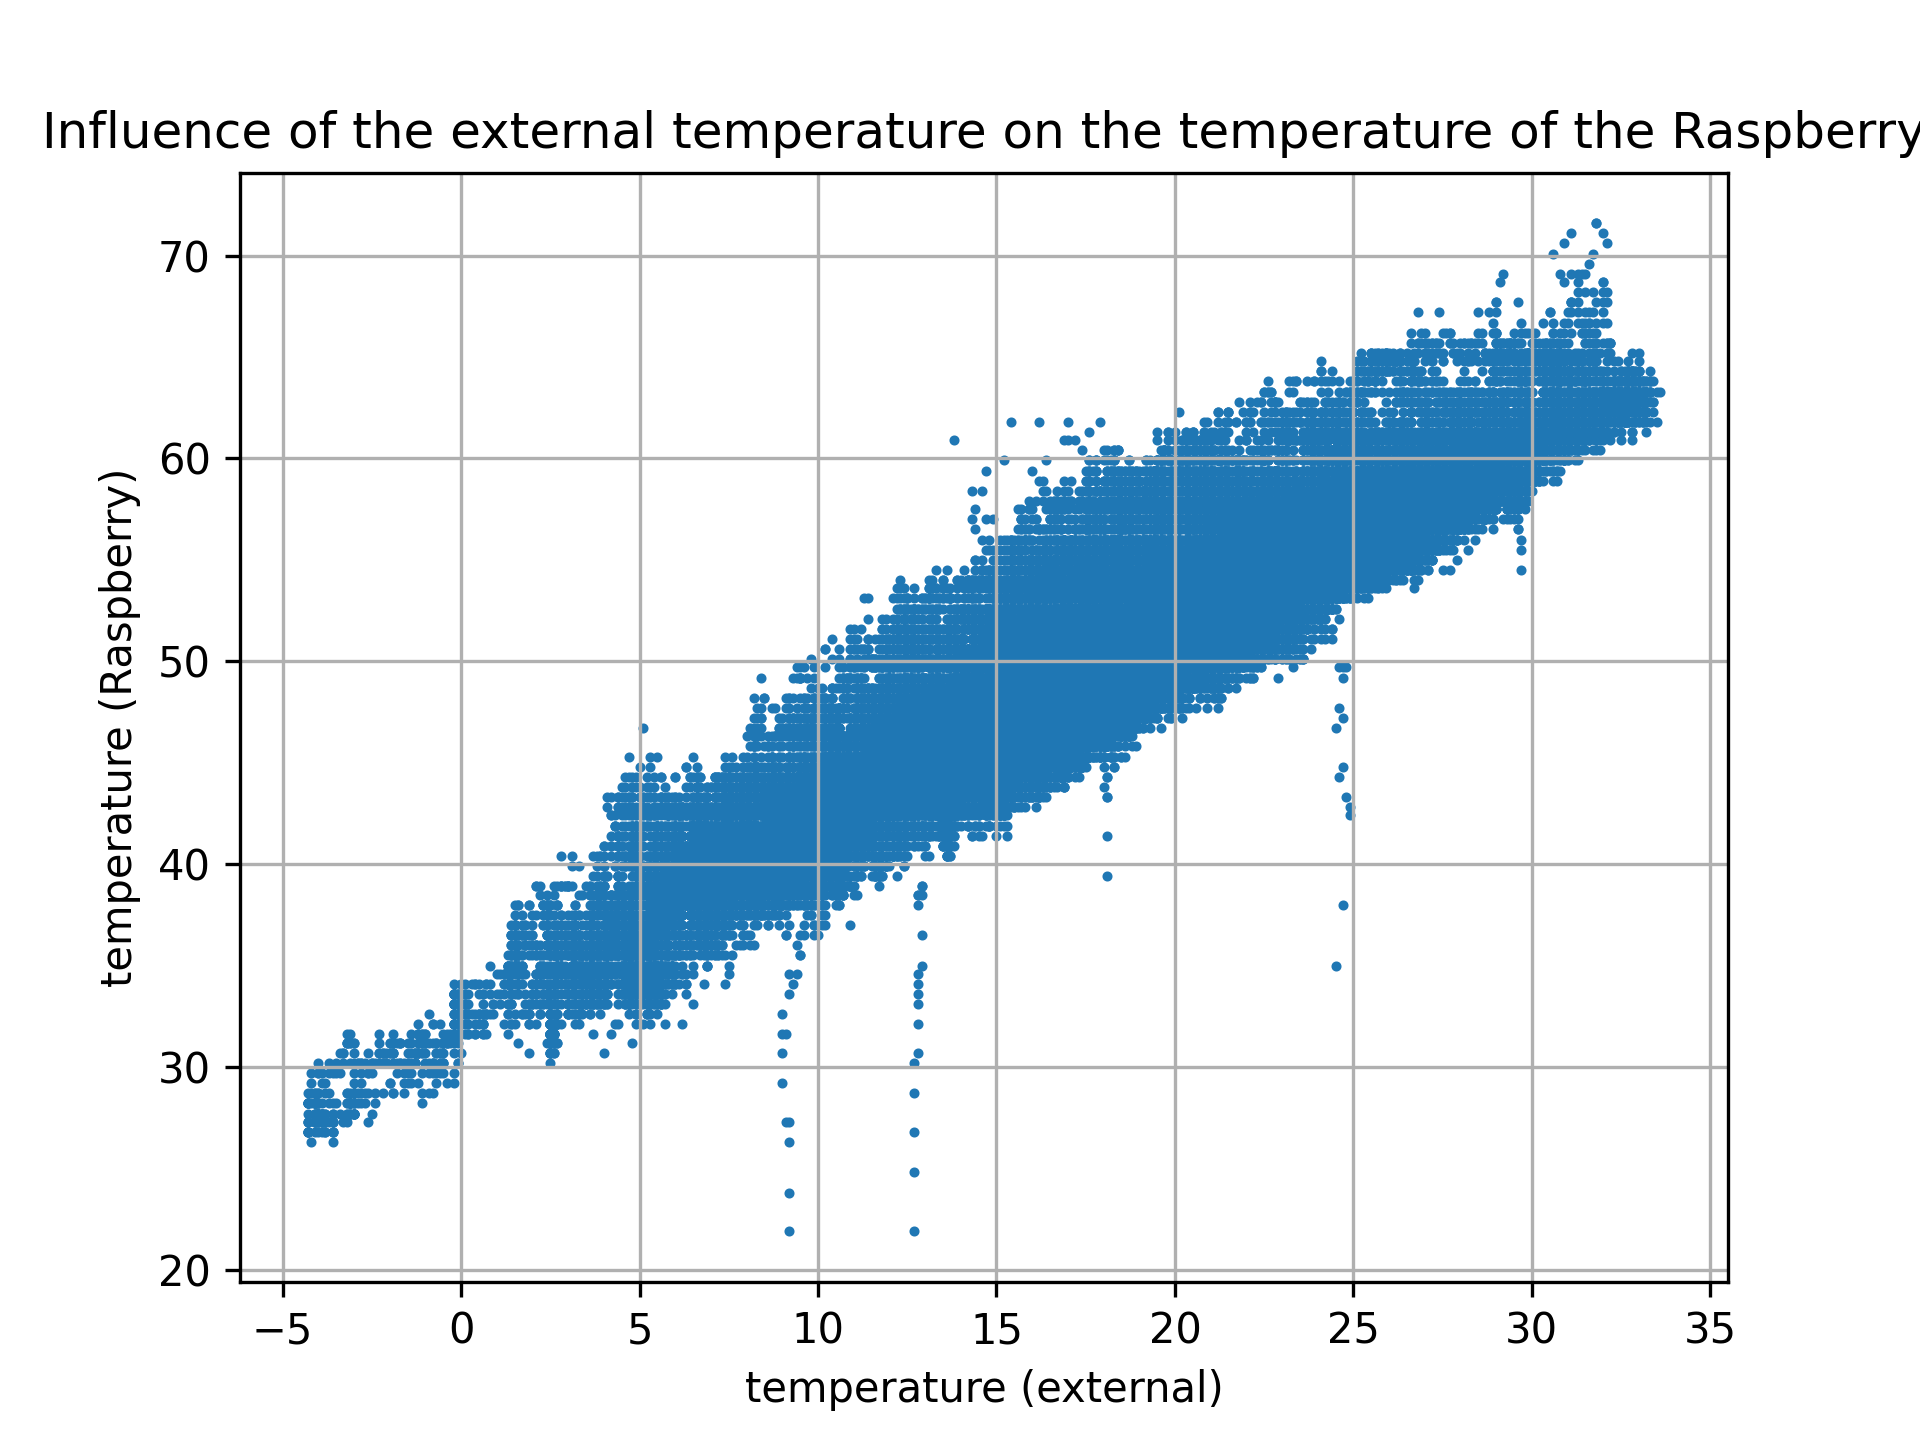 Influence of the external temperature on the temperature of the Raspberry
70
60
50
40
30
20
temperature (Raspberry)
−5 0 5 10 15 20 25 30 35
temperature (external)